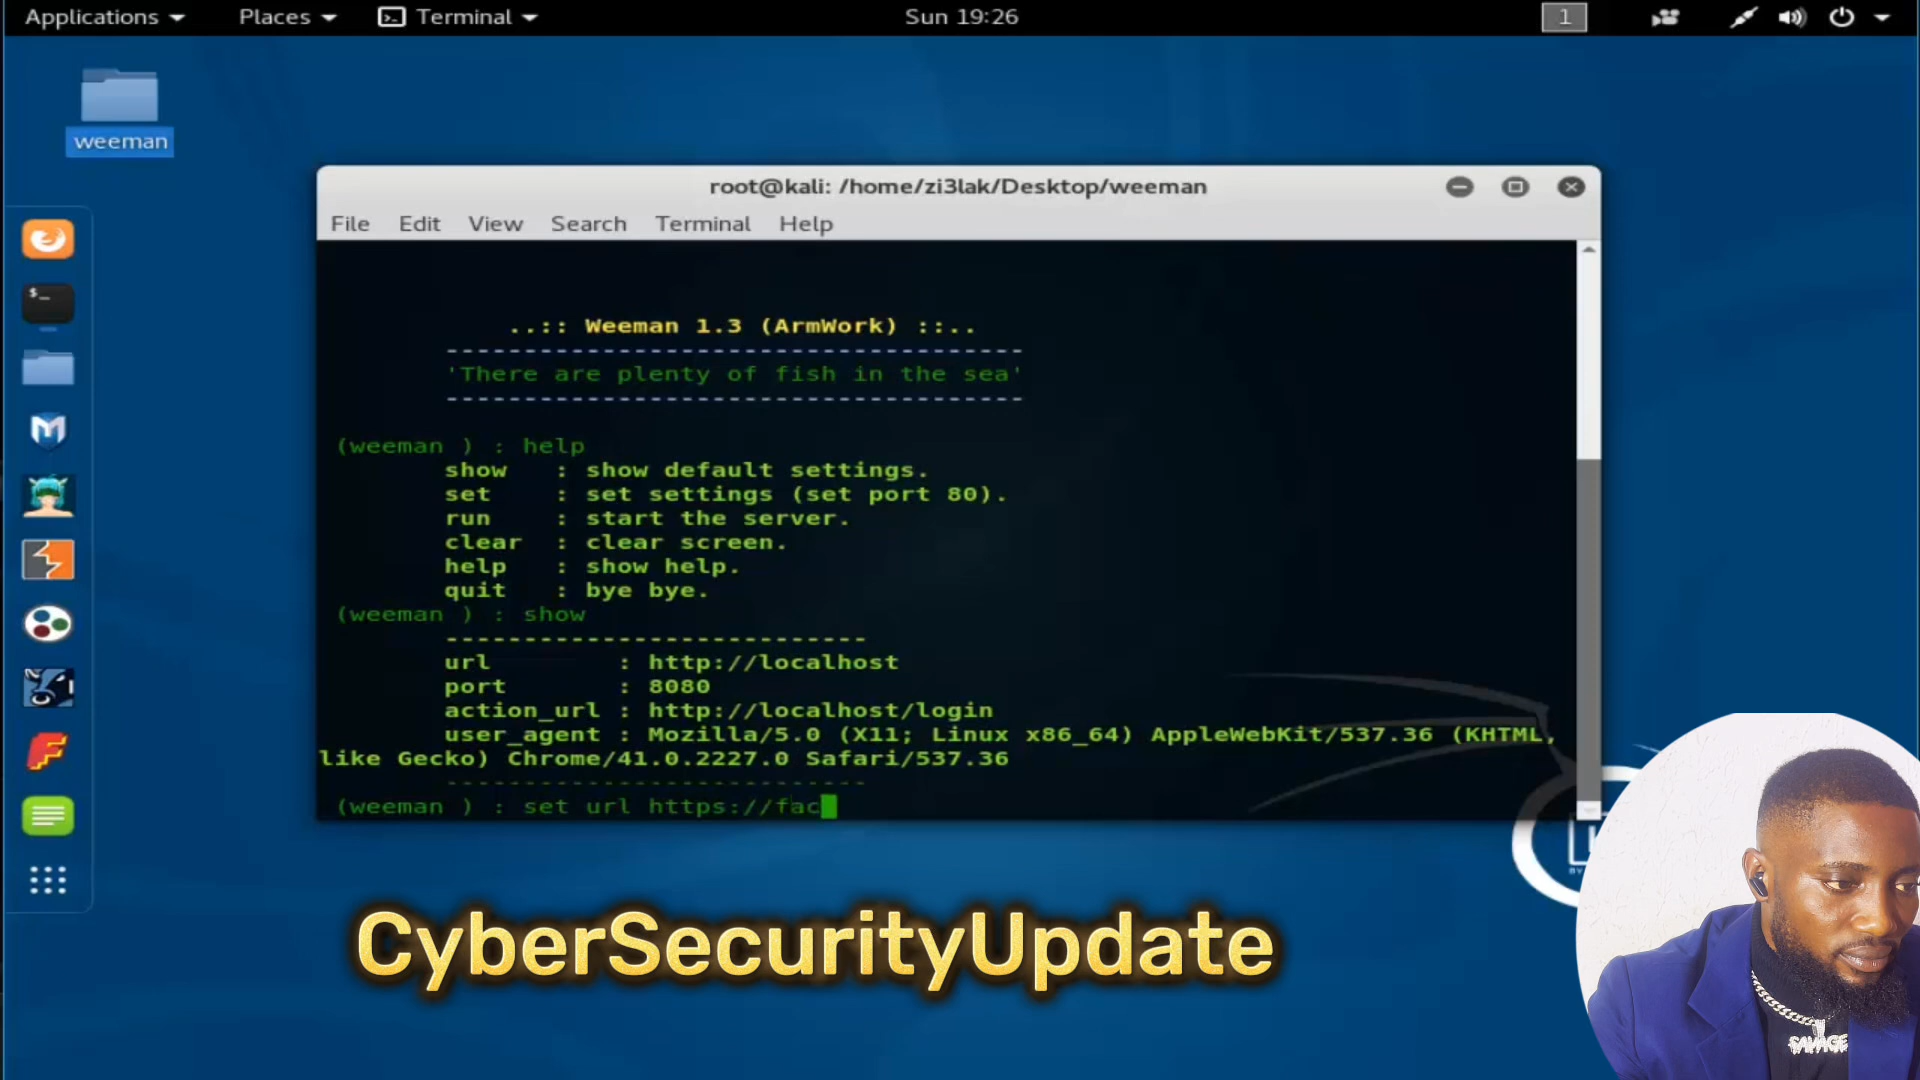 Applications Places Terminal Sun 19:26 1
weeman
root@kali: /home/zi3lak/Desktop/weeman
File Edit View Search Terminal Help
..:: Weeman 1.3 (ArmWork) ::..
-------------------------------------
'There are plenty of fish in the sea'
-------------------------------------
(weeman ) : help
show : show default settings.
set : set settings (set port 80).
run : start the server.
clear : clear screen.
help : show help.
quit : bye bye.
(weeman ) : show
---------------------------
url : http://localhost
port : 8080
action_url : http://localhost/login
user_agent : Mozilla/5.0 (X11; Linux x86_64) AppleWebKit/537.36 (KHTML,
like Gecko) Chrome/41.0.2227.0 Safari/537.36
---------------------------
(weeman ) : set url https://fac
$_
CyberSecurityUpdate
SAVAGE